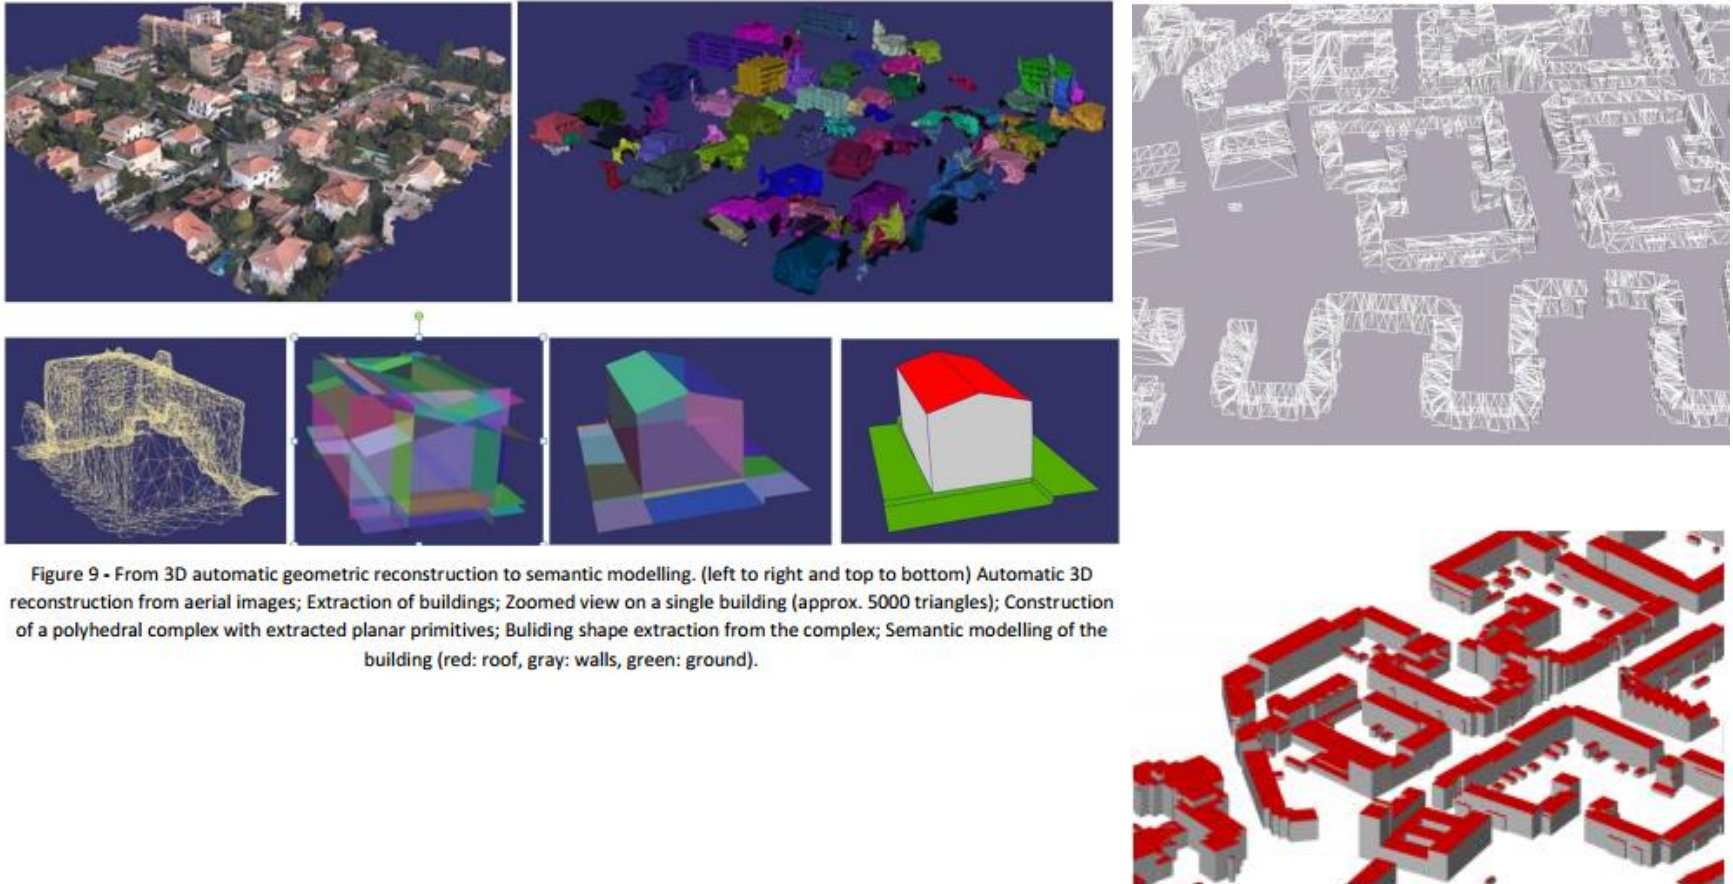 Figure 9 - From 3D automatic geometric reconstruction to semantic modelling. (left to right and top to bottom) Automatic 3D
reconstruction from aerial images; Extraction of buildings; Zoomed view on a single building (approx. 5000 triangles); Construction
of a polyhedral complex with extracted planar primitives; Buliding shape extraction from the complex; Semantic modelling of the
building (red: roof, gray: walls, green: ground).